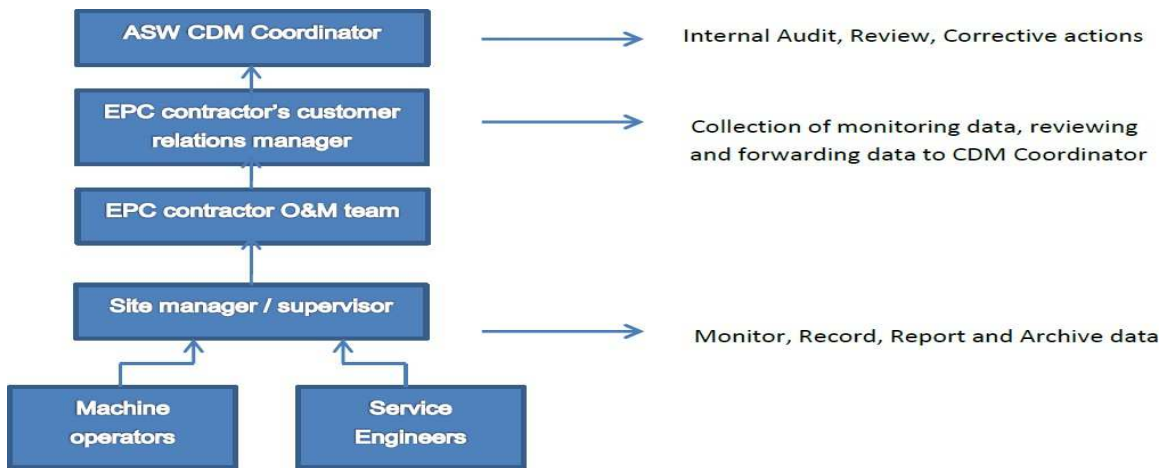 ASW CDM Coordinator
Internal Audit, Review, Corrective actions
EPC contractor's customer
relations manager
Collection of monitoring data, reviewing
and forwarding data to CDM Coordinator
EPC contractor O&M team
Site manager / supervisor
Monitor, Record, Report and Archive data
Machine
operators
Service
Engineers